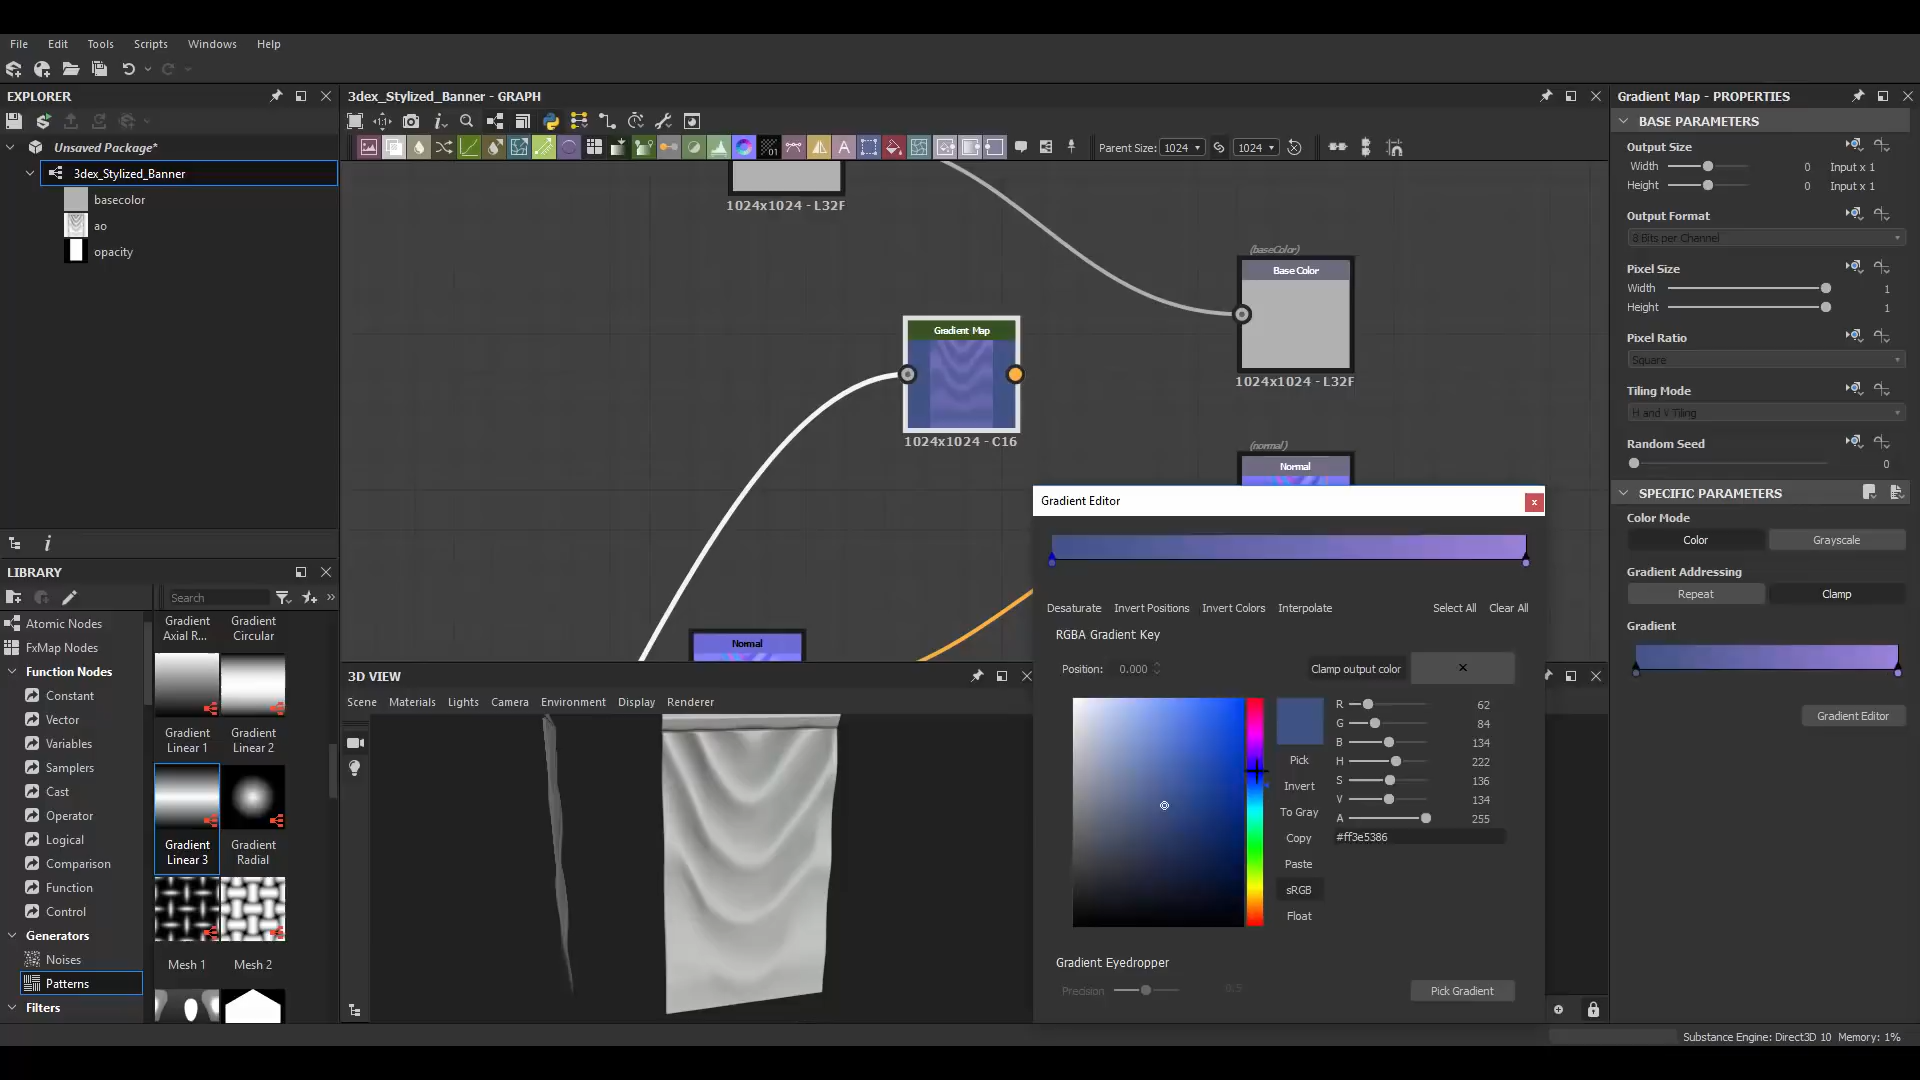 File Edit Tools Scripts Windows Help
EXPLORER
3dex_Stylized_Banner - GRAPH
Gradient Map - PROPERTIES
Unsaved Package*
3dex_Stylized_Banner
basecolor
ao
opacity
Parent Size: 1024 1024
1024x1024 - L32F
(baseColor)
Base Color
1024x1024 - L32F
Gradient Map
1024x1024 - C16
(normal)
Normal
Normal
BASE PARAMETERS
Output Size
Width 0 Input x 1
Height 0 Input x 1
Output Format
8 Bits per Channel
Pixel Size
Width 1
Height 1
Pixel Ratio
Square
Tiling Mode
H and V Tiling
Random Seed
0
SPECIFIC PARAMETERS
Color Mode
Color Grayscale
Gradient Addressing
Repeat Clamp
Gradient
Gradient Editor
LIBRARY
Search
Atomic Nodes
FxMap Nodes
Function Nodes
Constant
Vector
Variables
Samplers
Cast
Operator
Logical
Comparison
Function
Control
Generators
Noises
Patterns
Filters
Gradient Axial R...
Gradient Circular
Gradient Linear 1
Gradient Linear 2
Gradient Linear 3
Gradient Radial
Mesh 1
Mesh 2
3D VIEW
Scene Materials Lights Camera Environment Display Renderer
Gradient Editor
Desaturate Invert Positions Invert Colors Interpolate Select All Clear All
RGBA Gradient Key
Position: 0.000 Clamp output color
R 62
G 84
B 134
H 222
S 136
V 134
A 255
#ff3e5386
Pick
Invert
To Gray
Copy
Paste
sRGB
Float
Gradient Eyedropper
Precision 0.5 Pick Gradient
Substance Engine: Direct3D 10 Memory: 1%